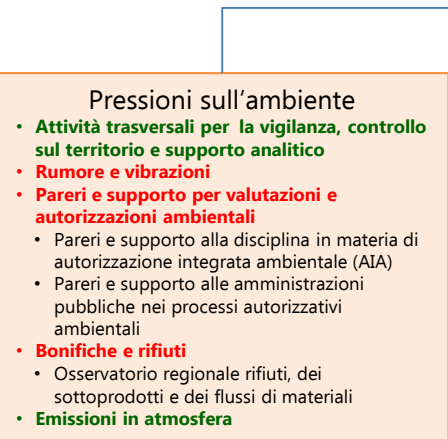 Pressioni sull'ambiente
• Attività trasversali per la vigilanza, controllo
sul territorio e supporto analitico
• Rumore e vibrazioni
• Pareri e supporto per valutazioni e
autorizzazioni ambientali
• Pareri e supporto alla disciplina in materia di
autorizzazione integrata ambientale (AIA)
• Pareri e supporto alle amministrazioni
pubbliche nei processi autorizzativi
ambientali
• Bonifiche e rifiuti
• Osservatorio regionale rifiuti, dei
sottoprodotti e dei flussi di materiali
• Emissioni in atmosfera